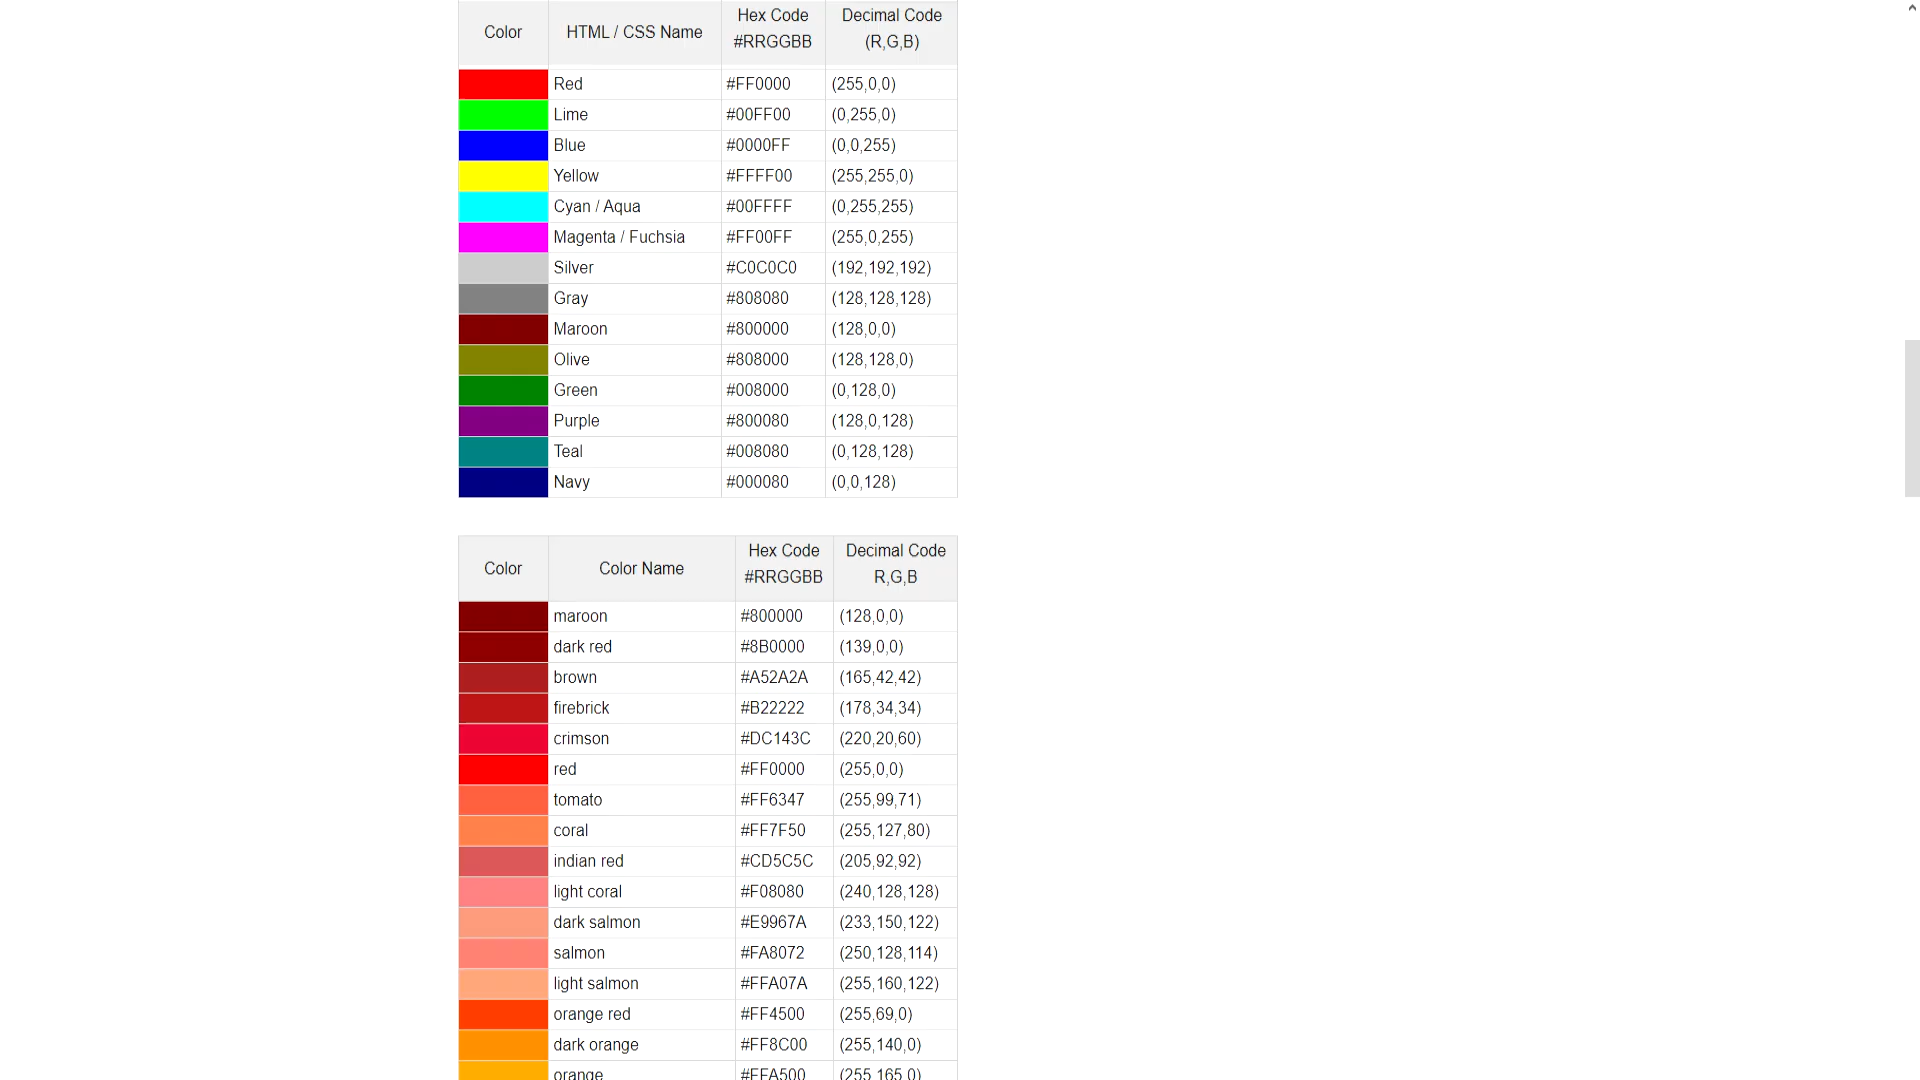 Color HTML / CSS Name Hex Code #RRGGBB Decimal Code (R,G,B)
Red #FF0000 (255,0,0)
Lime #00FF00 (0,255,0)
Blue #0000FF (0,0,255)
Yellow #FFFF00 (255,255,0)
Cyan / Aqua #00FFFF (0,255,255)
Magenta / Fuchsia #FF00FF (255,0,255)
Silver #C0C0C0 (192,192,192)
Gray #808080 (128,128,128)
Maroon #800000 (128,0,0)
Olive #808000 (128,128,0)
Green #008000 (0,128,0)
Purple #800080 (128,0,128)
Teal #008080 (0,128,128)
Navy #000080 (0,0,128)
Color Color Name Hex Code #RRGGBB Decimal Code R,G,B
maroon #800000 (128,0,0)
dark red #8B0000 (139,0,0)
brown #A52A2A (165,42,42)
firebrick #B22222 (178,34,34)
crimson #DC143C (220,20,60)
red #FF0000 (255,0,0)
tomato #FF6347 (255,99,71)
coral #FF7F50 (255,127,80)
indian red #CD5C5C (205,92,92)
light coral #F08080 (240,128,128)
dark salmon #E9967A (233,150,122)
salmon #FA8072 (250,128,114)
light salmon #FFA07A (255,160,122)
orange red #FF4500 (255,69,0)
dark orange #FF8C00 (255,140,0)
orange #FFA500 (255,165,0)